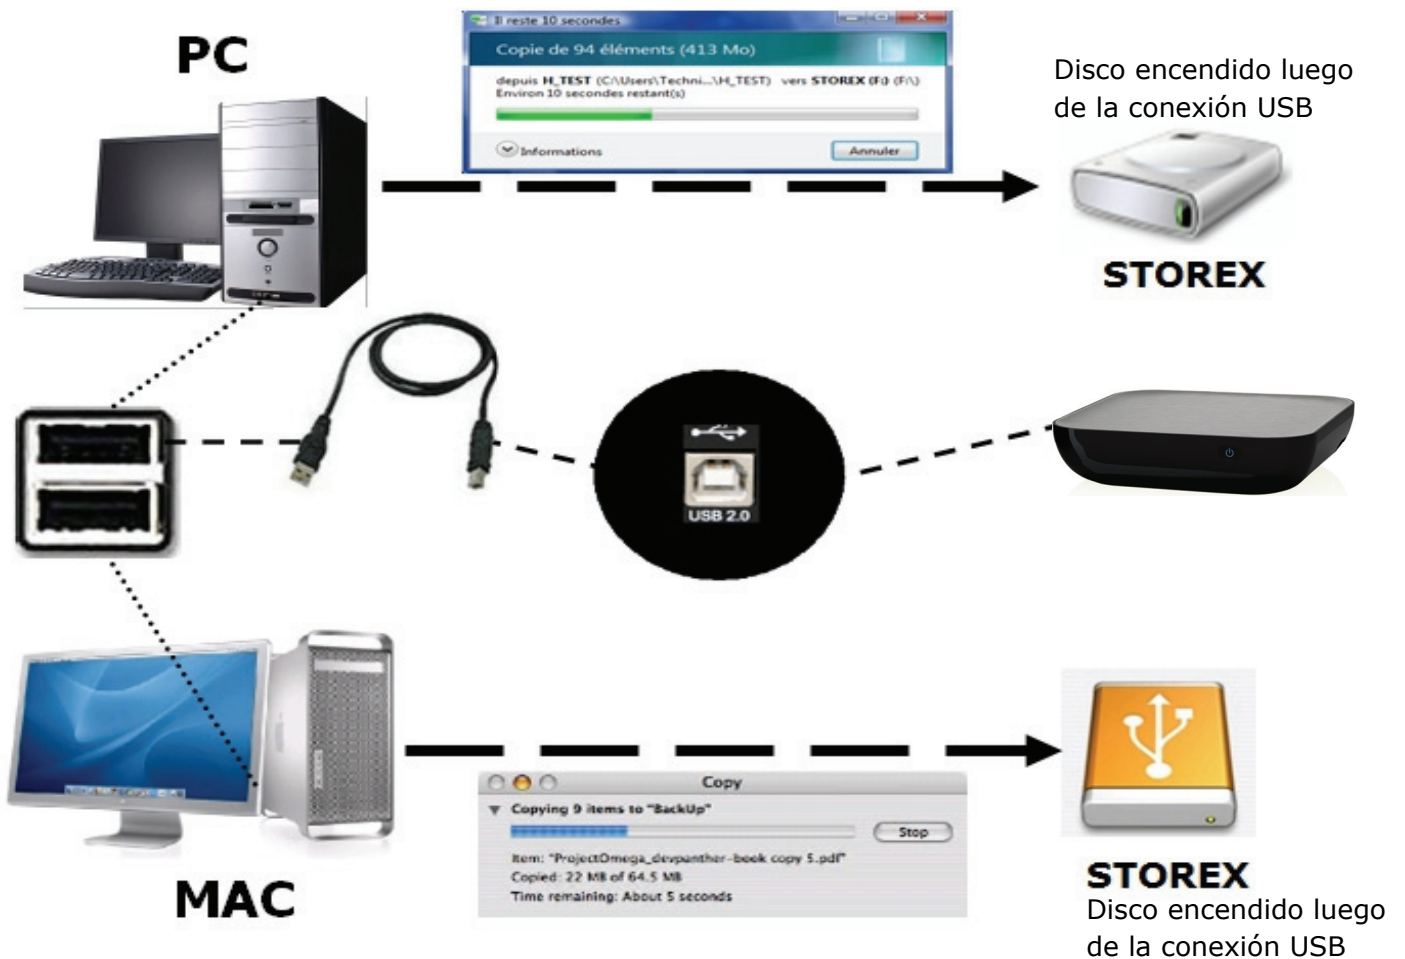 PC
Il reste 10 secondes
Copie de 94 éléments (413 Mo)
depuis H_TEST (C:\Users\Techni...\H_TEST) vers STOREX (F:) (F:\)
Environ 10 secondes restant(s)
Informations
Annuler
Disco encendido luego
de la conexión USB
STOREX
USB 2.0
MAC
Copy
Copying 9 items to "BackUp"
Stop
Item: "ProjectOmega_devpanther-book copy 5.pdf"
Copied: 22 MB of 64.5 MB
Time remaining: About 5 seconds
STOREX
Disco encendido luego
de la conexión USB